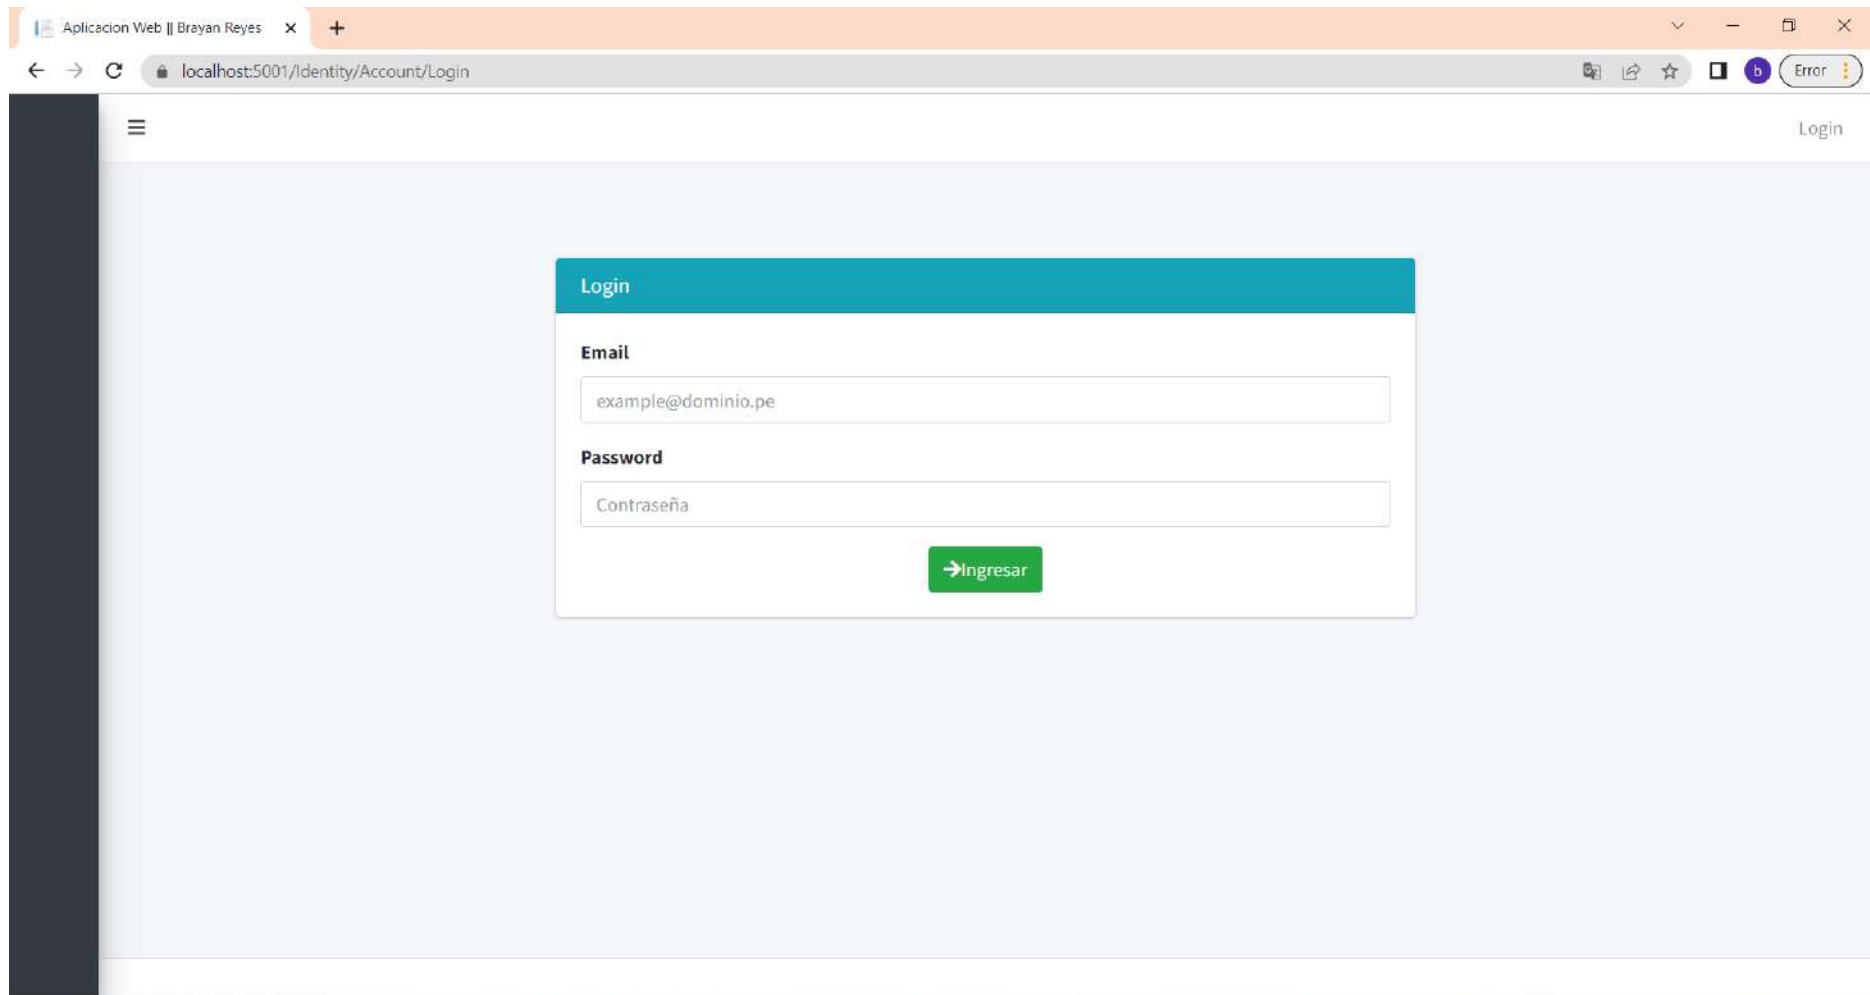 Aplicacion Web || Brayan Reyes
localhost:5001/Identity/Account/Login
b
Error
Login
Login
Email
example@dominio.pe
Password
Contraseña
Ingresar